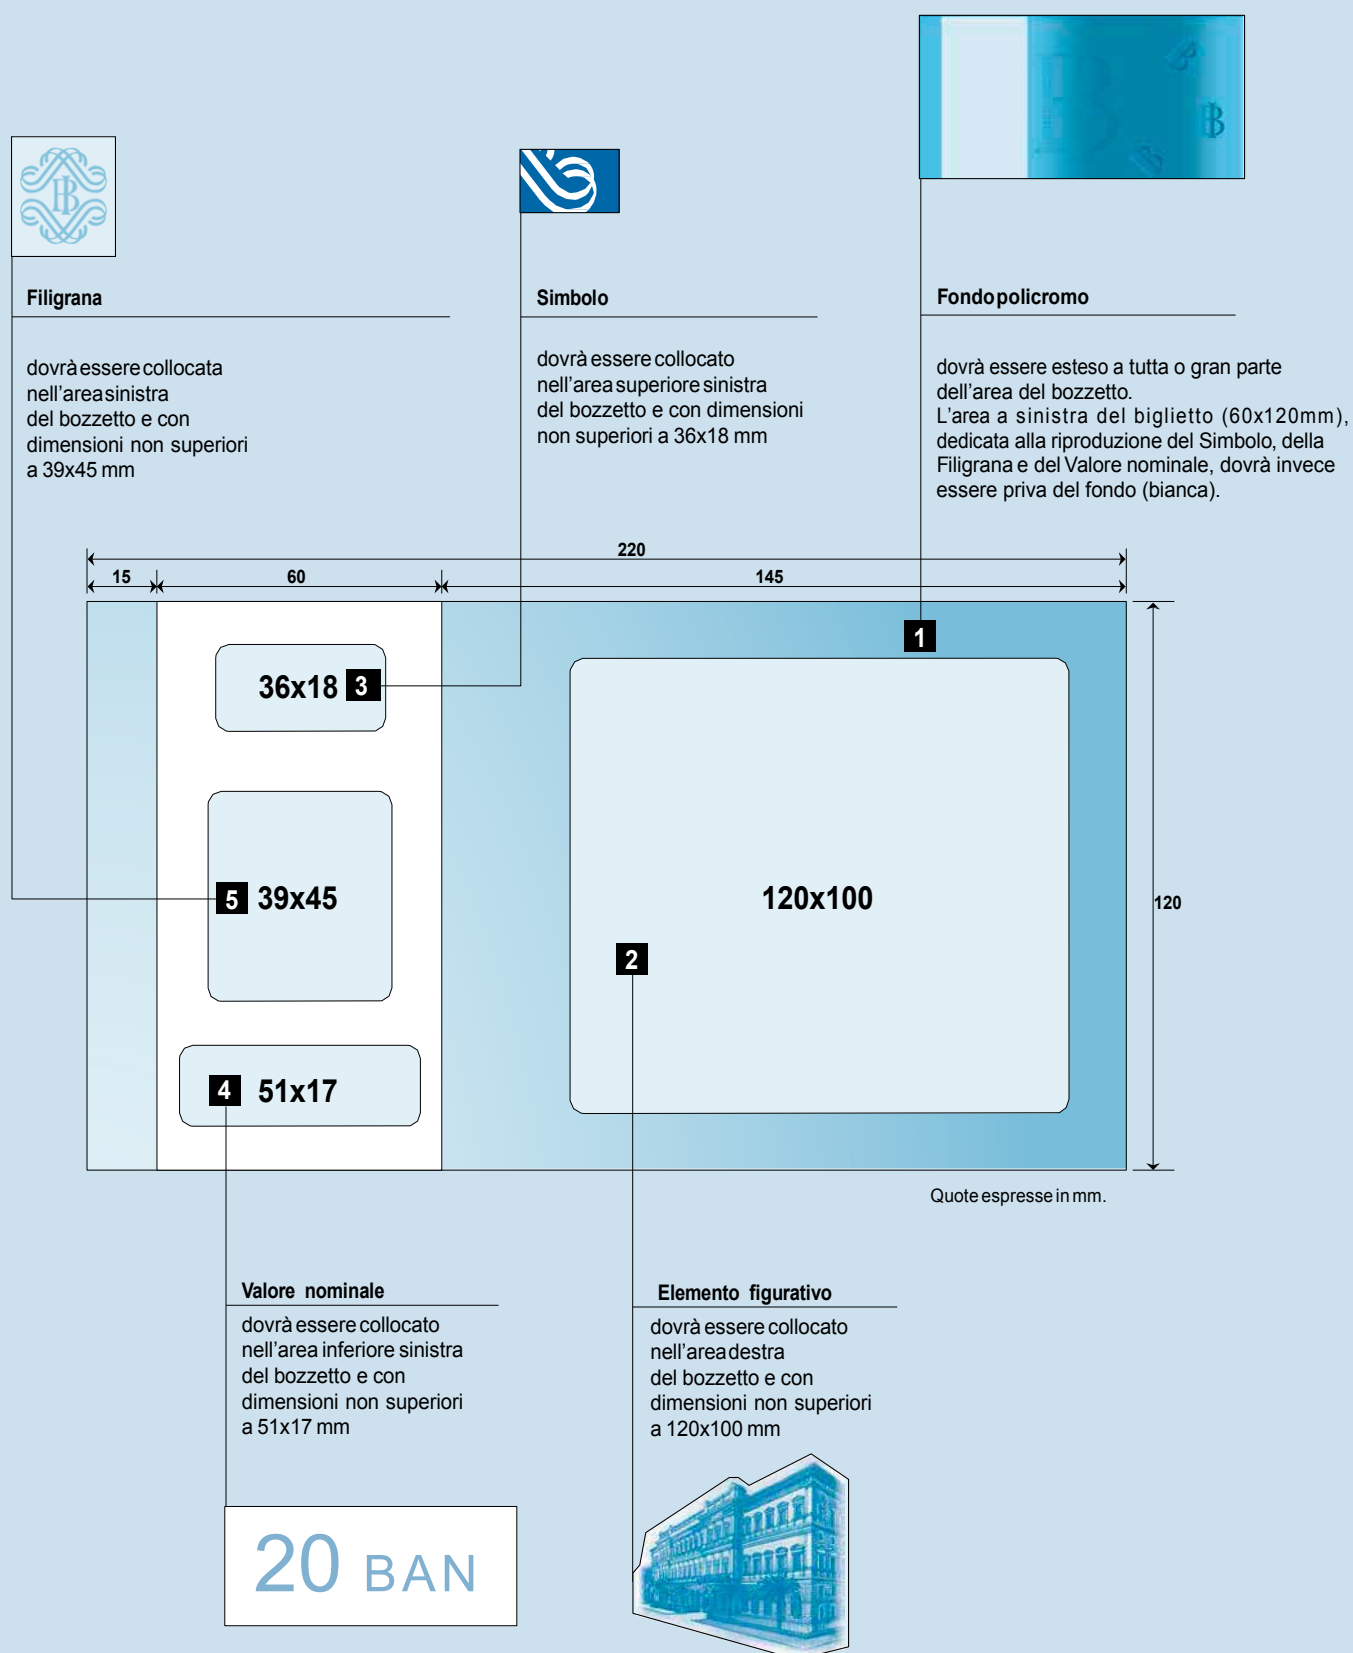 Filigrana
dovrà essere collocata
nell'area sinistra
del bozzetto e con
dimensioni non superiori
a 39x45 mm
Simbolo
dovrà essere collocato
nell'area superiore sinistra
del bozzetto e con dimensioni
non superiori a 36x18 mm
Fondo policromo
dovrà essere esteso a tutta o gran parte
dell'area del bozzetto.
L'area a sinistra del biglietto (60x120mm),
dedicata alla riproduzione del Simbolo, della
Filigrana e del Valore nominale, dovrà invece
essere priva del fondo (bianca).
220
15 60 145
1
36x18 3
5 39x45
120x100
120
2
4 51x17
Quote espresse in mm.
Valore nominale
dovrà essere collocato
nell'area inferiore sinistra
del bozzetto e con
dimensioni non superiori
a 51x17 mm
20 BAN
Elemento figurativo
dovrà essere collocato
nell'area destra
del bozzetto e con
dimensioni non superiori
a 120x100 mm